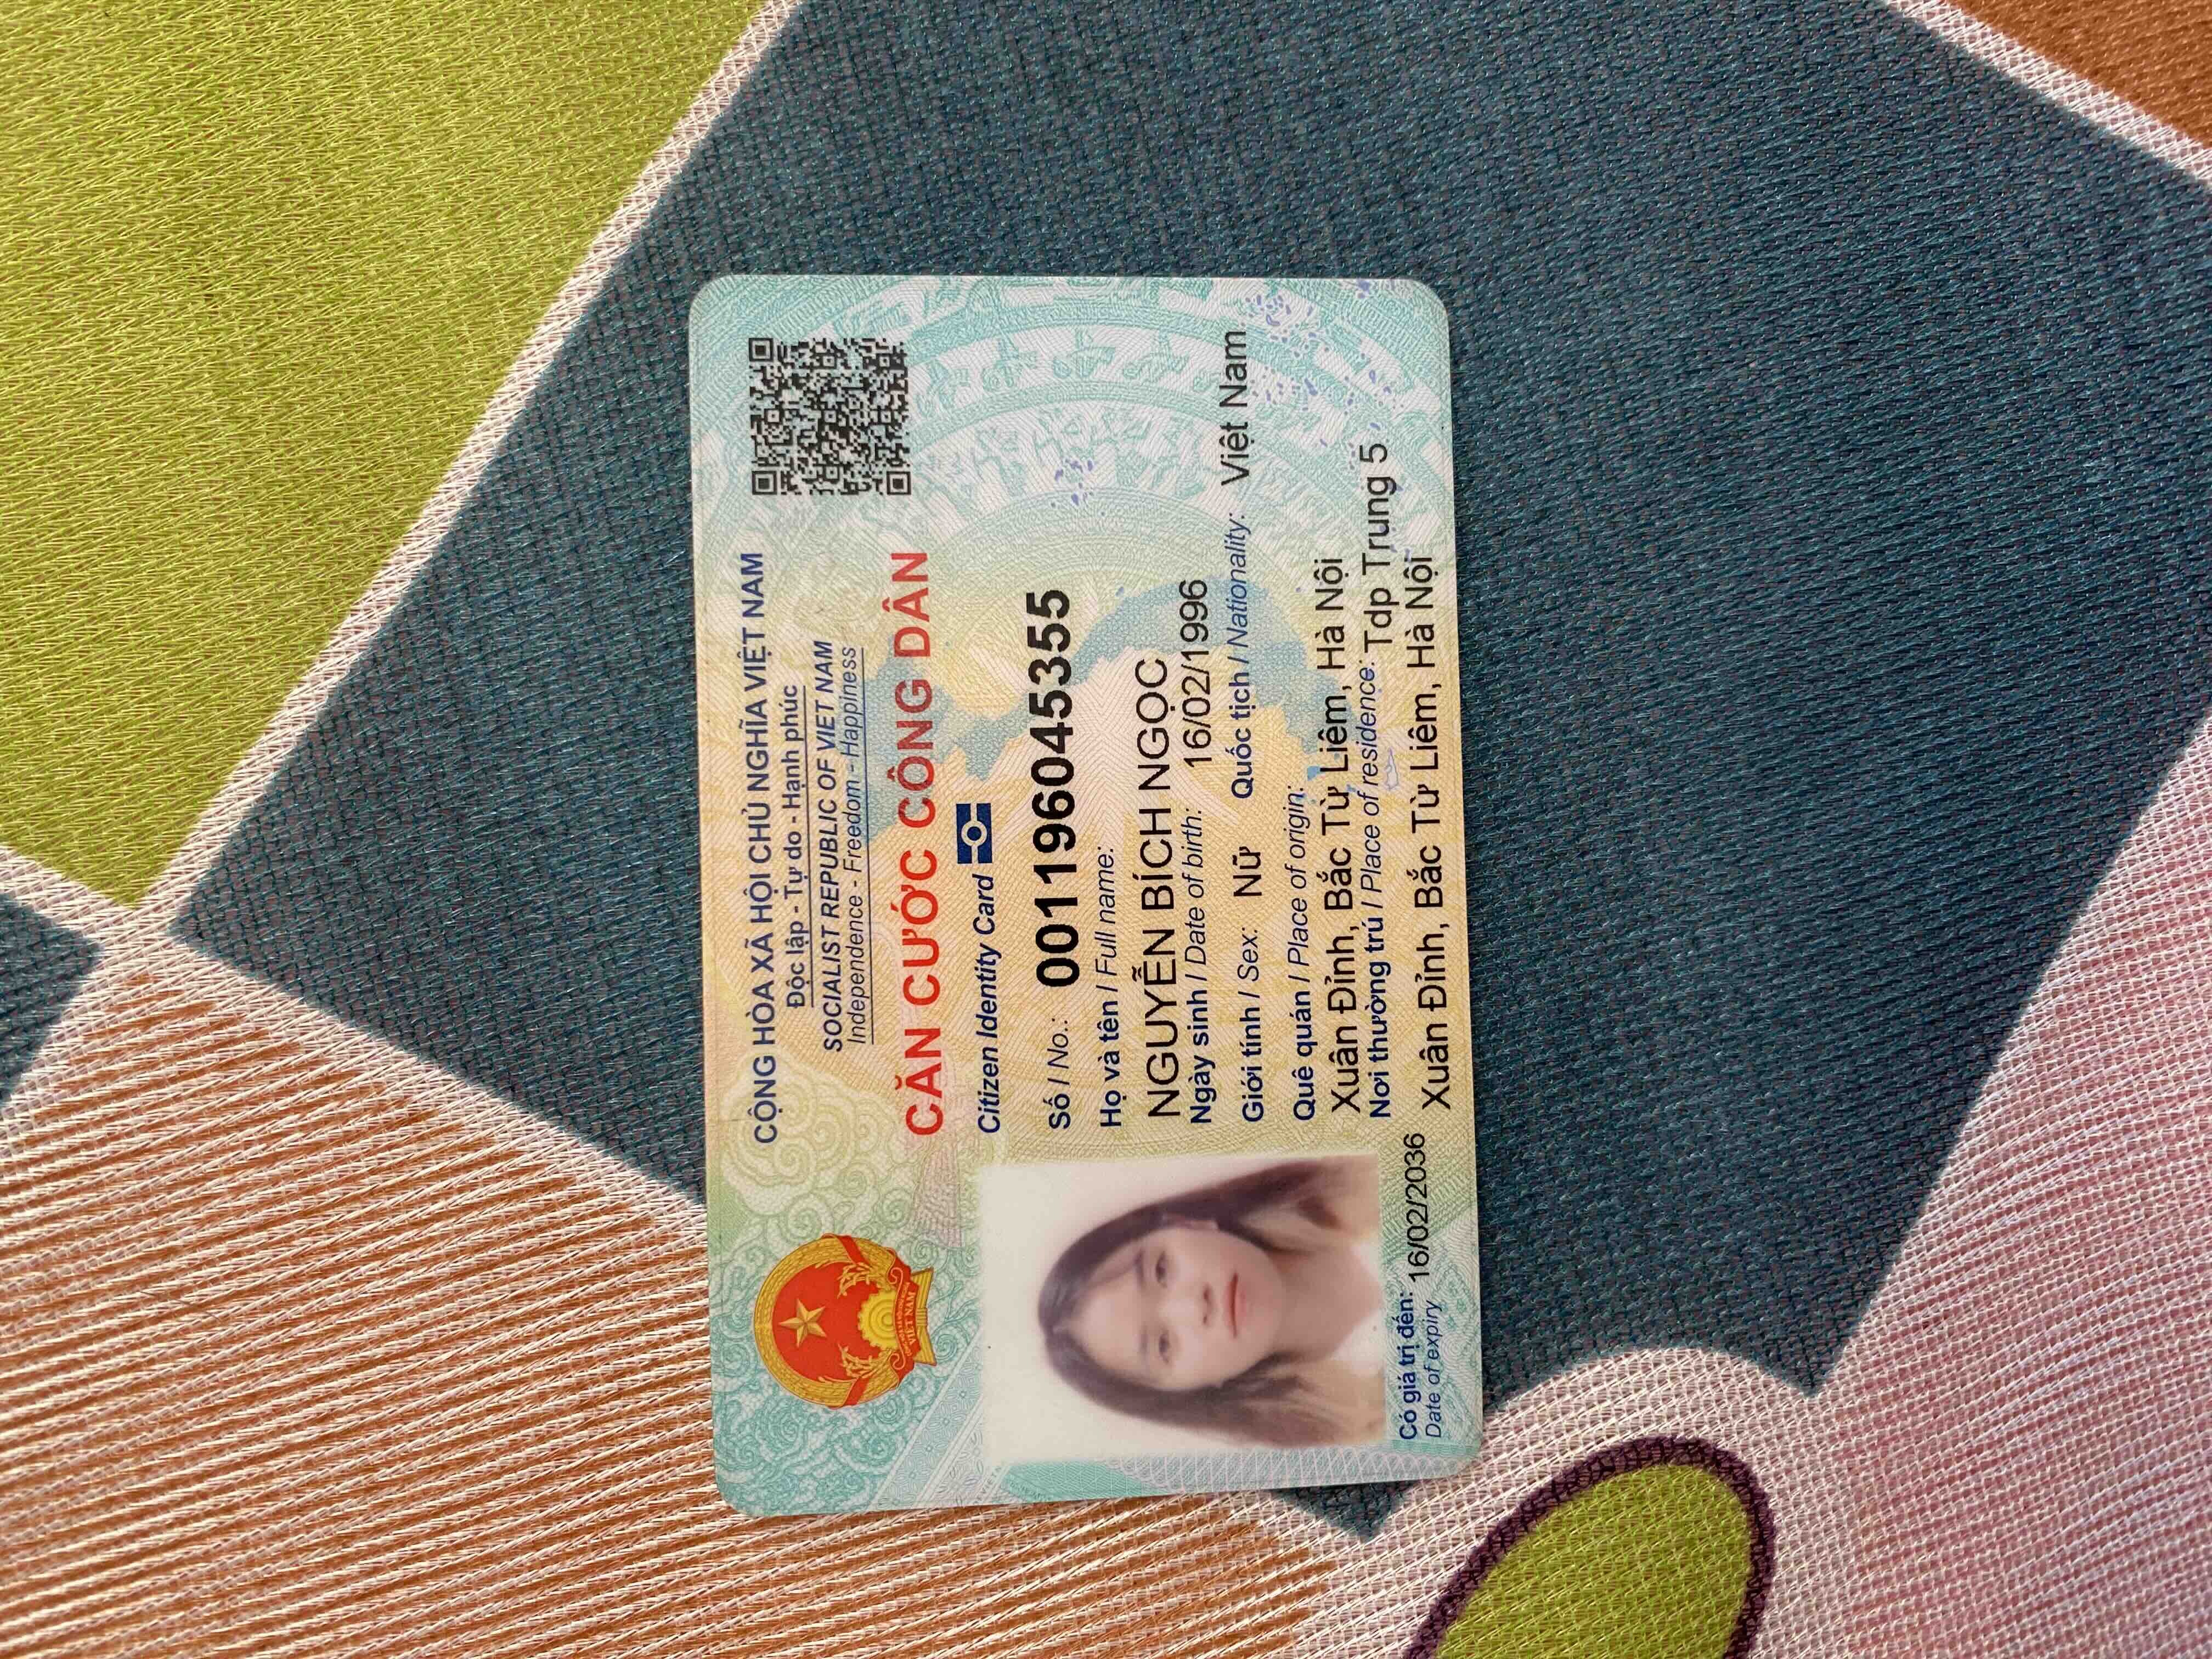 CỘNG HÒA XÃ HỘI CHỦ NGHĨA VIỆT NAM
Độc lập - Tự do - Hạnh phúc
SOCIALIST REPUBLIC OF VIET NAM
Independence - Freedom - Happiness
CĂN CƯỚC CÔNG DÂN
Citizen Identity Card
Số / No.: 001196045355
Họ và tên / Full name:
NGUYỄN BÍCH NGỌC
Ngày sinh / Date of birth: 16/02/1996
Giới tính / Sex: Nữ Quốc tịch / Nationality: Việt Nam
Quê quán / Place of origin:
Xuân Đỉnh, Bắc Từ Liêm, Hà Nội
Nơi thường trú / Place of residence: Tdp Trung 5
Xuân Đỉnh, Bắc Từ Liêm, Hà Nội
Có giá trị đến: 16/02/2036
Date of expiry
VIỆT NAM